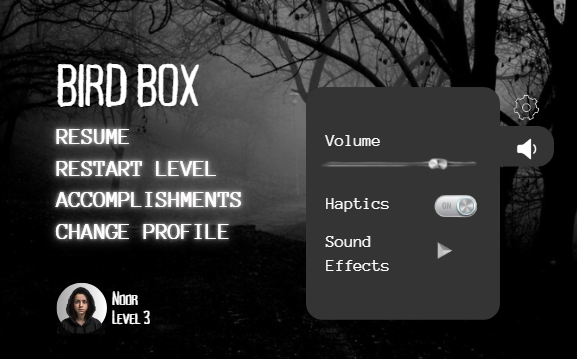 BIRD BOX
RESUME
RESTART LEVEL
ACCOMPLISHMENTS
CHANGE PROFILE
Noor
Level 3
Volume
Haptics
ON
Sound
Effects